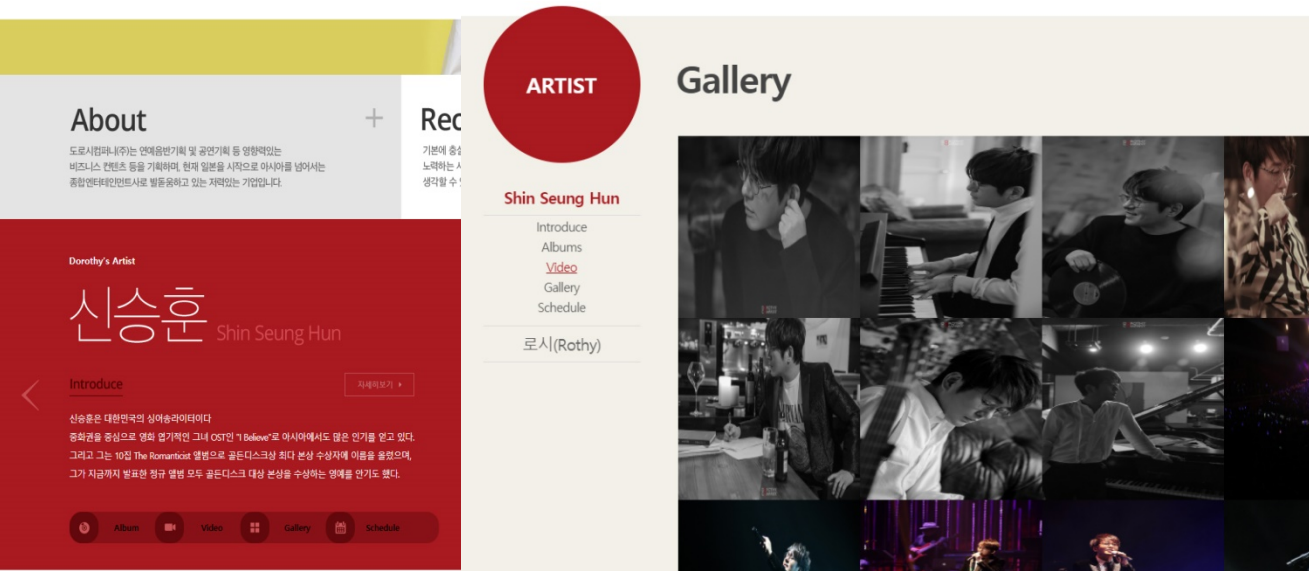 About
도로시컴퍼니(주)는 연예음반기획 및 공연기획 등 영향력있는
비즈니스 컨텐츠 등을 기획하며, 현재 일본을 시작으로 아시아를 넘어서는
종합엔터테인먼트사로 발돋움하고 있는 저력있는 기업입니다.
Rec
기본에 충실
노력하는 사
생각할 수 있
Dorothy's Artist
신승훈 Shin Seung Hun
Introduce
자세히보기
신승훈은 대한민국의 싱어송라이터이다
중화권을 중심으로 영화 엽기적인 그녀 OST인 "I Believe"로 아시아에서도 많은 인기를 얻고 있다.
그리고 그는 10집 The Romanticist 앨범으로 골든디스크상 최다 본상 수상자에 이름을 올렸으며,
그가 지금까지 발표한 정규 앨범 모두 골든디스크 대상 본상을 수상하는 영예를 안기도 했다.
Album Video Gallery Schedule
ARTIST
Shin Seung Hun
Introduce
Albums
Video
Gallery
Schedule
로시(Rothy)
Gallery